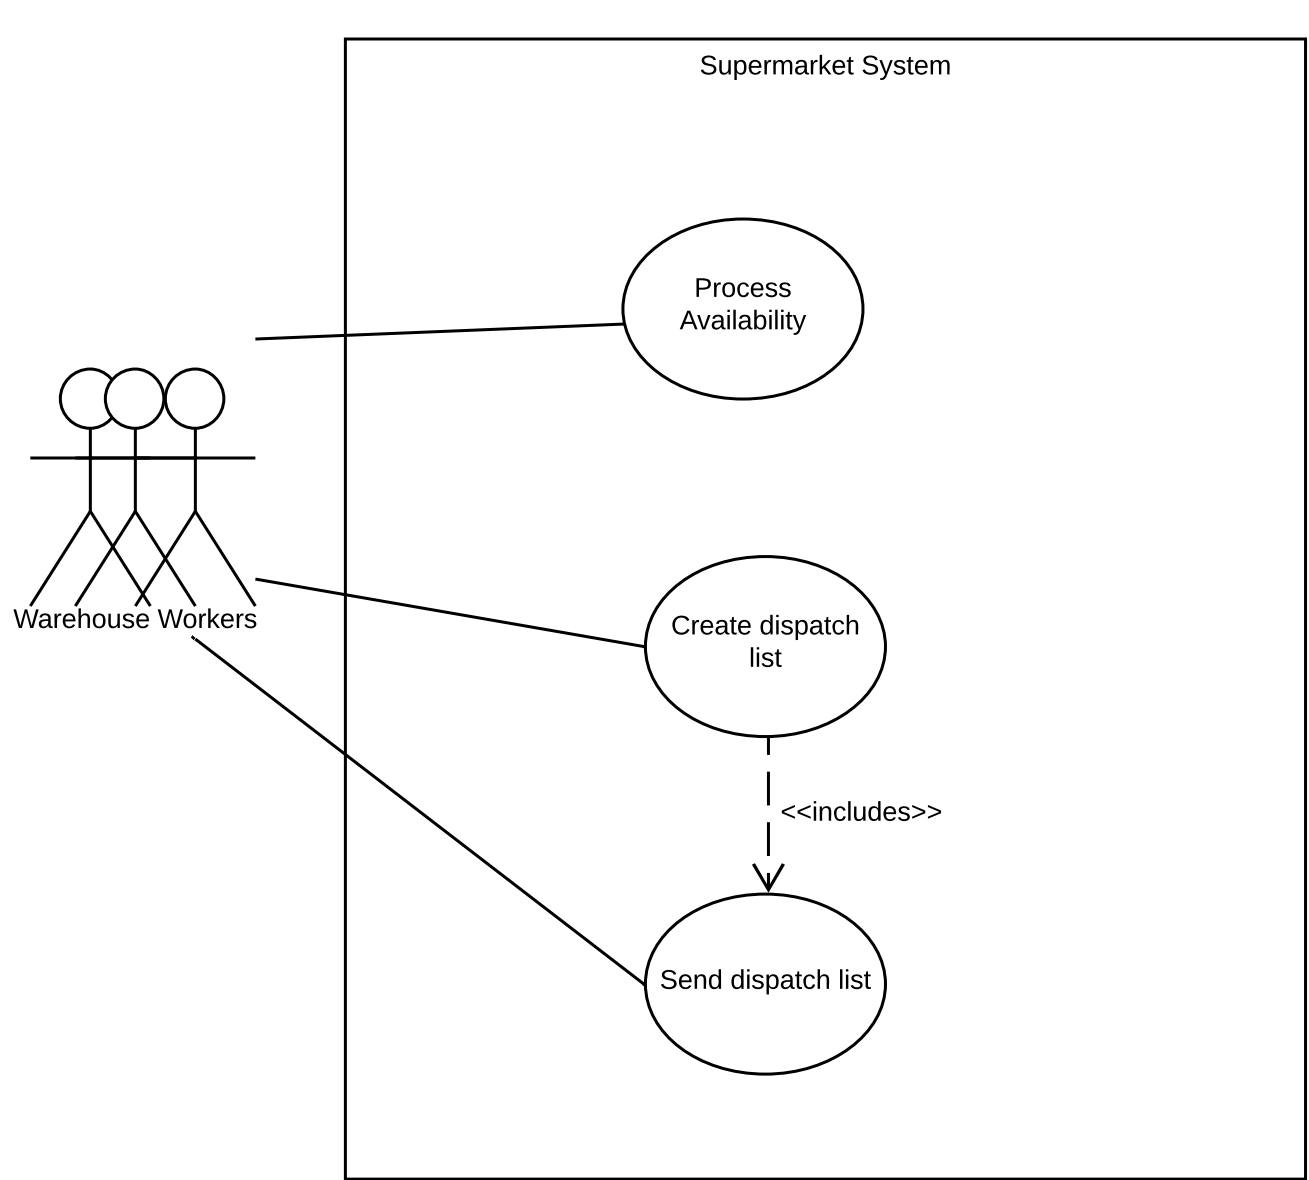 Supermarket System
Process
Availability
Warehouse Workers
Create dispatch
list
<<includes>>
Send dispatch list